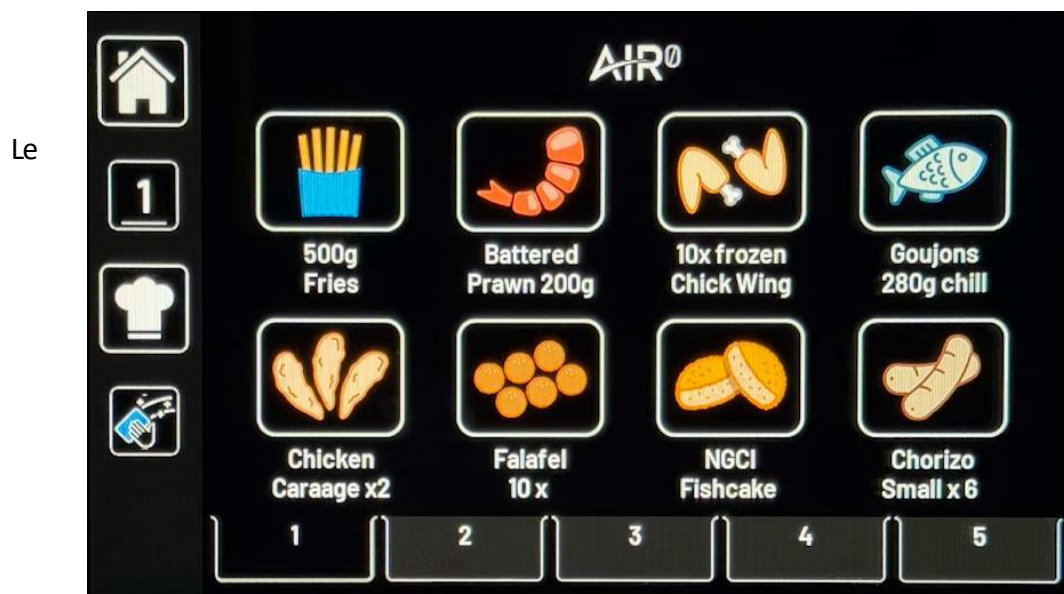 Le
AIR0
1
500g
Fries
Battered
Prawn 200g
10x frozen
Chick Wing
Goujons
280g chill
Chicken
Caraage x2
Falafel
10 x
NGCI
Fishcake
Chorizo
Small x 6
1
2
3
4
5